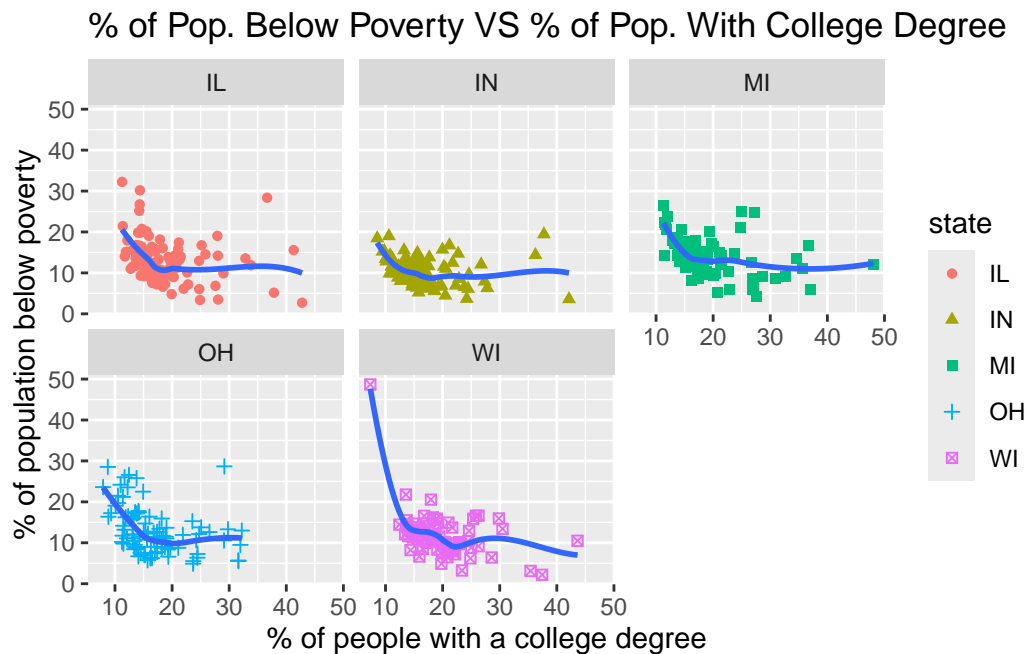 % of Pop. Below Poverty VS % of Pop. With College Degree
IL
IN
MI
50
40
30
20
10
0
10
20
30
40
50
OH
WI
50
40
30
20
10
0
10
20
30
40
50
10
20
30
40
50
% of population below poverty
% of people with a college degree
state
IL
IN
MI
OH
WI